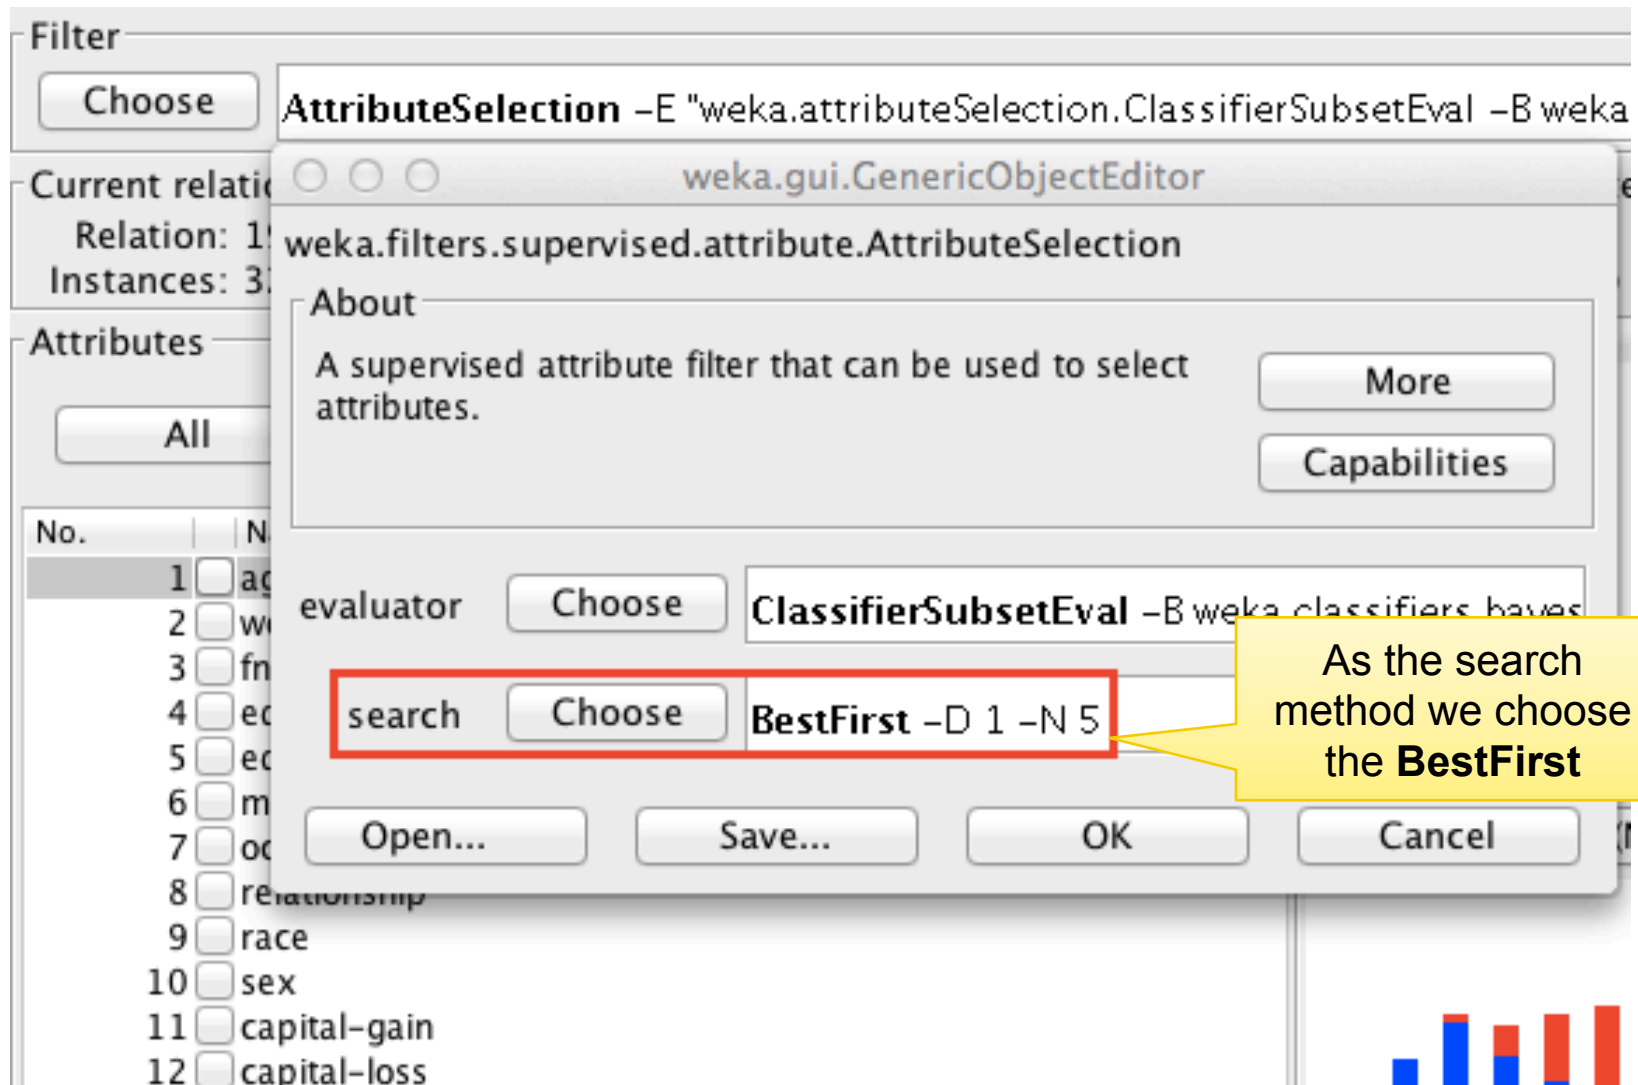 Filter
Choose
AttributeSelection -E "weka.attributeSelection.ClassifierSubsetEval -B weka
weka.gui.GenericObjectEditor
Current
Relation:
Instances:
weka.filters.supervised.attribute.AttributeSelection
About
A supervised attribute filter that can be used to select
attributes.
More
Capabilities
Attributes
All
No.
1
2
3
4
5
6
7
8 relationship
9 race
10 sex
11 capital-gain
12 capital-loss
evaluator
Choose
ClassifierSubsetEval -B weka.classifiers.bayes
search
Choose
BestFirst -D 1 -N 5
As the search
method we choose
the BestFirst
Open...
Save...
OK
Cancel